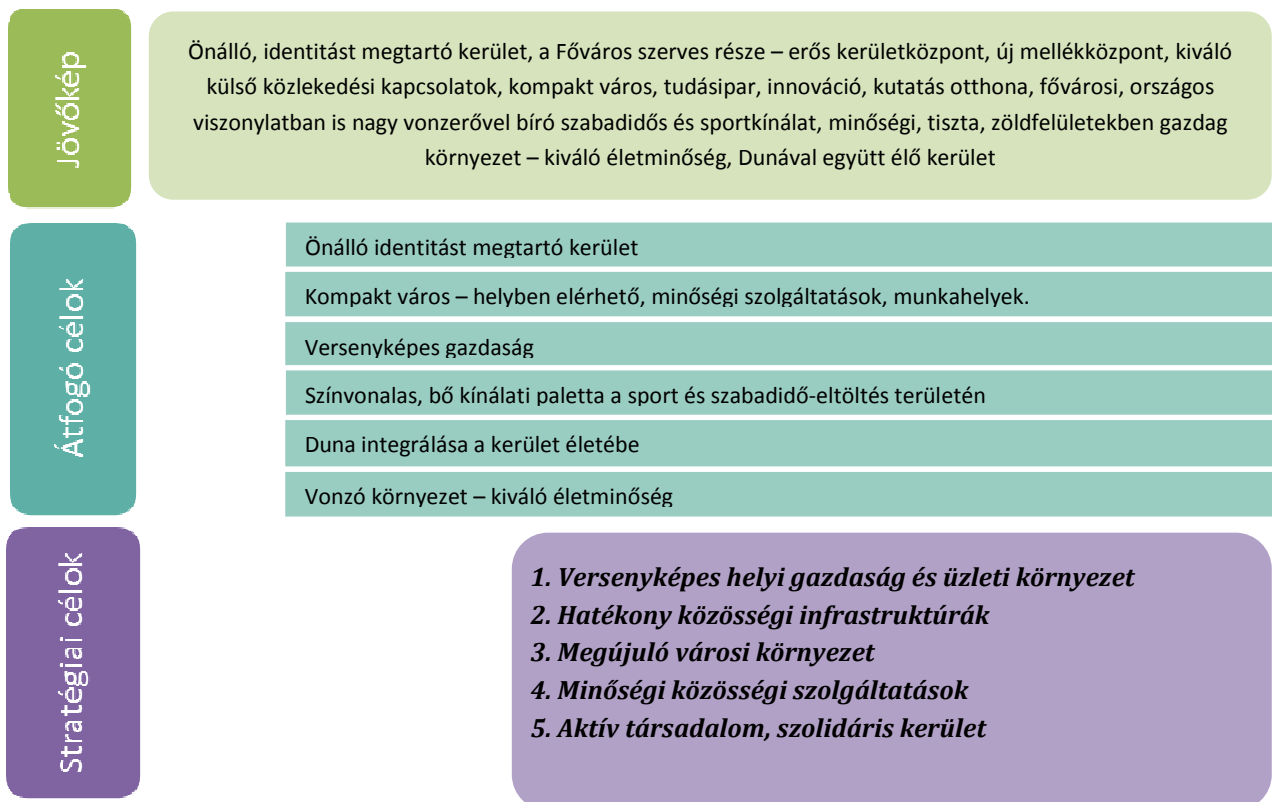 Jövőkép
Önálló, identitást megtartó kerület, a Főváros szerves része – erős kerületközpont, új mellékközpont, kiváló
külső közlekedési kapcsolatok, kompakt város, tudásipar, innováció, kutatás otthona, fővárosi, országos
viszonylatban is nagy vonzerővel bíró szabadidős és sportkínálat, minőségi, tiszta, zöldfelületekben gazdag
környezet – kiváló életminőség, Dunával együtt élő kerület
Átfogó célok
Önálló identitást megtartó kerület
Kompakt város – helyben elérhető, minőségi szolgáltatások, munkahelyek.
Versenyképes gazdaság
Színvonalas, bő kínálati paletta a sport és szabadidő-eltöltés területén
Duna integrálása a kerület életébe
Vonzó környezet – kiváló életminőség
Stratégiai célok
1. Versenyképes helyi gazdaság és üzleti környezet
2. Hatékony közösségi infrastruktúrák
3. Megújuló városi környezet
4. Minőségi közösségi szolgáltatások
5. Aktív társadalom, szolidáris kerület